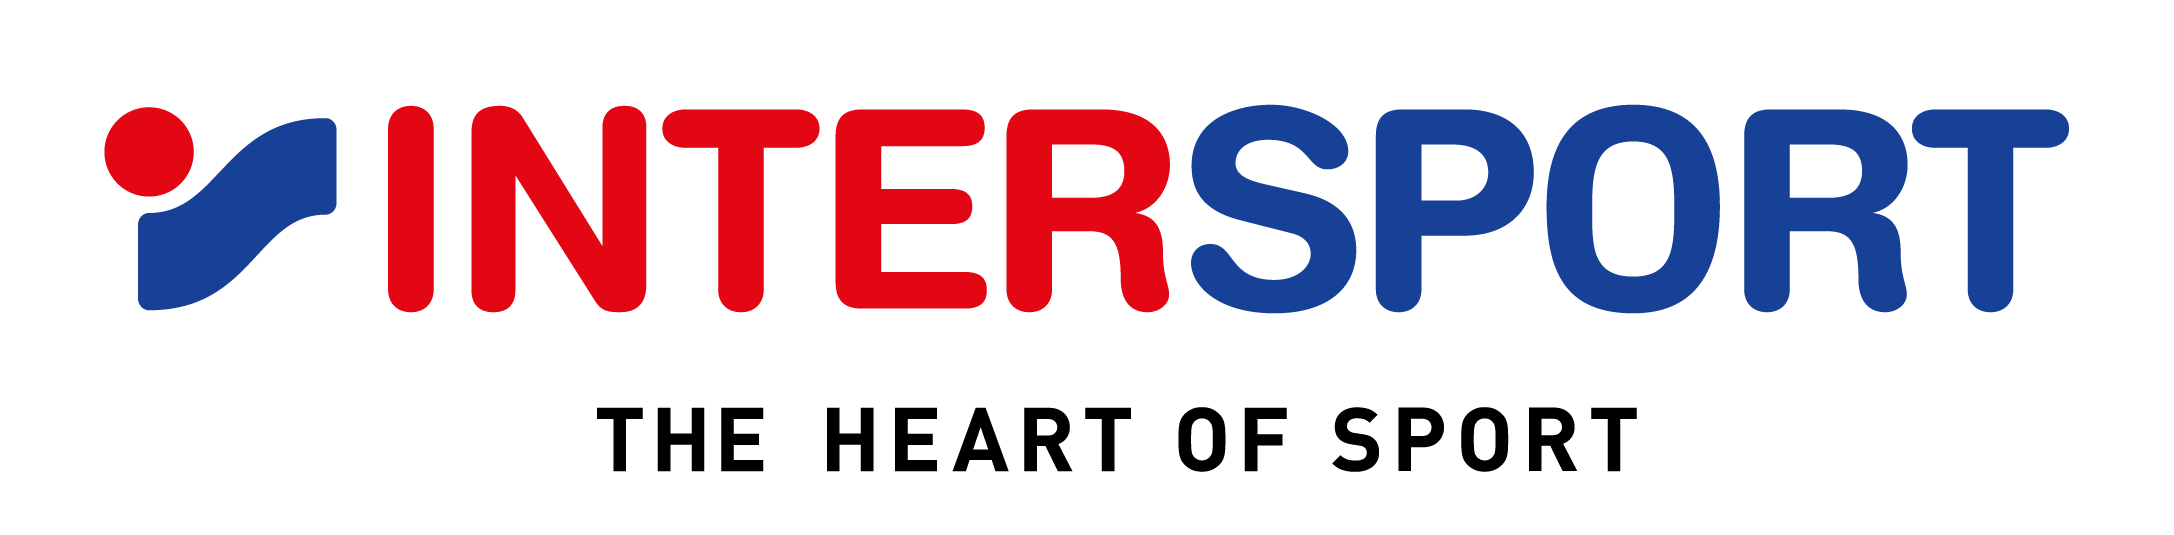 INTERSPORT
THE HEART OF SPORT